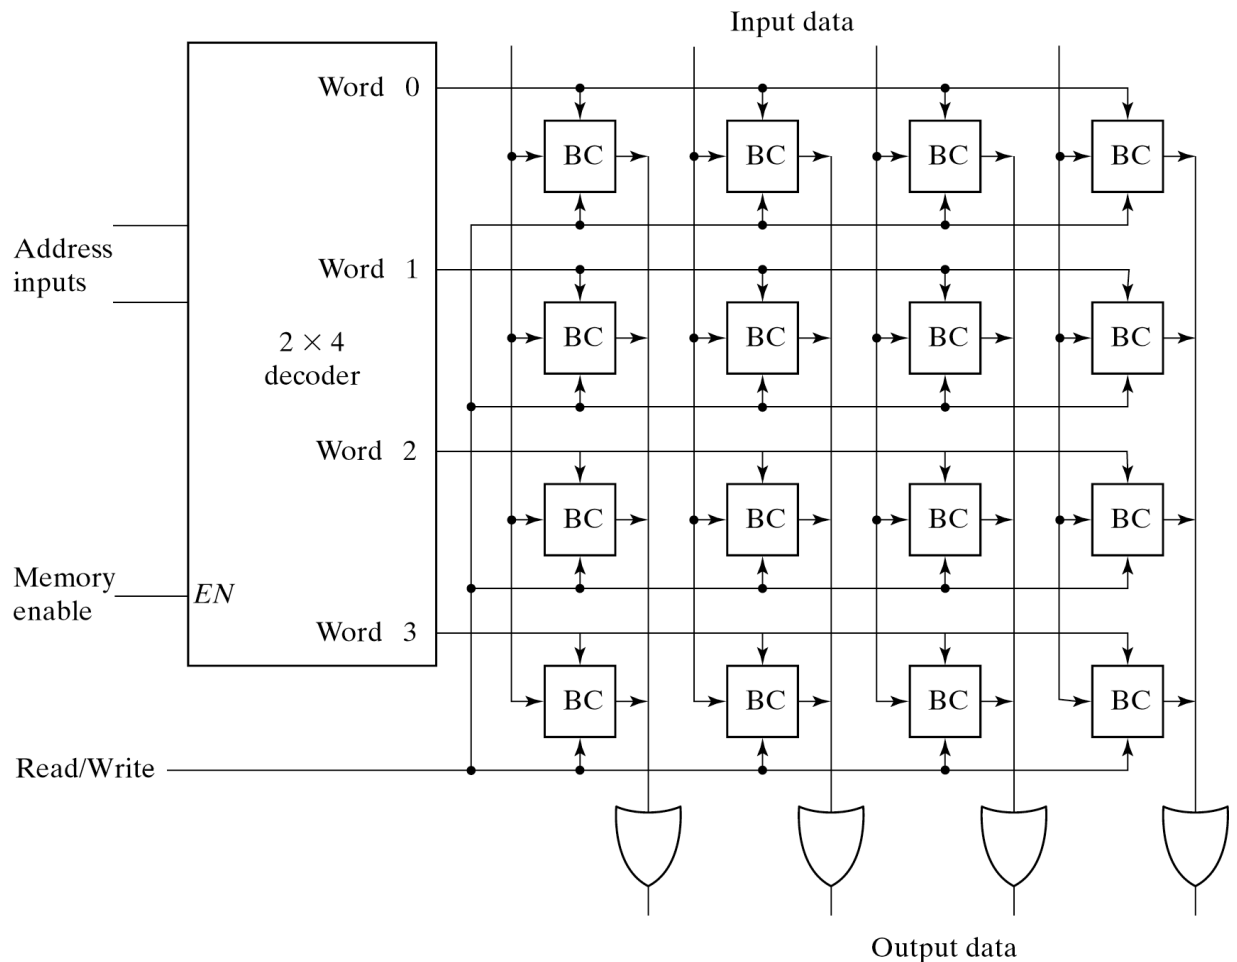 Input data
Word 0
BC BC BC BC
Address
inputs
Word 1
2 × 4
decoder
BC BC BC BC
Word 2
BC BC BC BC
Memory
enable
EN
Word 3
BC BC BC BC
Read/Write
Output data